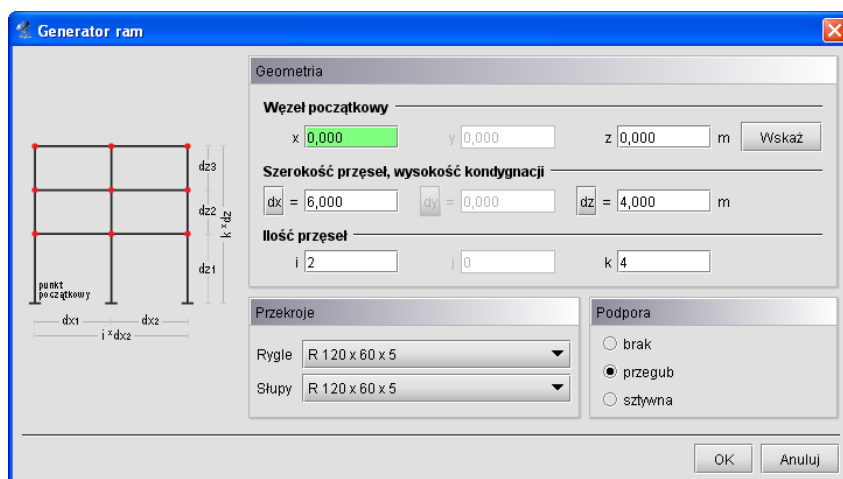 Generator ram
Geometria
Węzeł początkowy
x 0,000 y 0,000 z 0,000 m Wskaż
Szerokość przęseł, wysokość kondygnacji
dx = 6,000 dy = 0,000 dz = 4,000 m
Ilość przęseł
i 2 j 0 k 4
dz3
dz2
k x dz
dz1
punkt
początkowy
dx1 dx2
i x dx2
Przekroje
Rygle R 120 x 60 x 5
Słupy R 120 x 60 x 5
Podpora
brak
przegub
sztywna
OK Anuluj